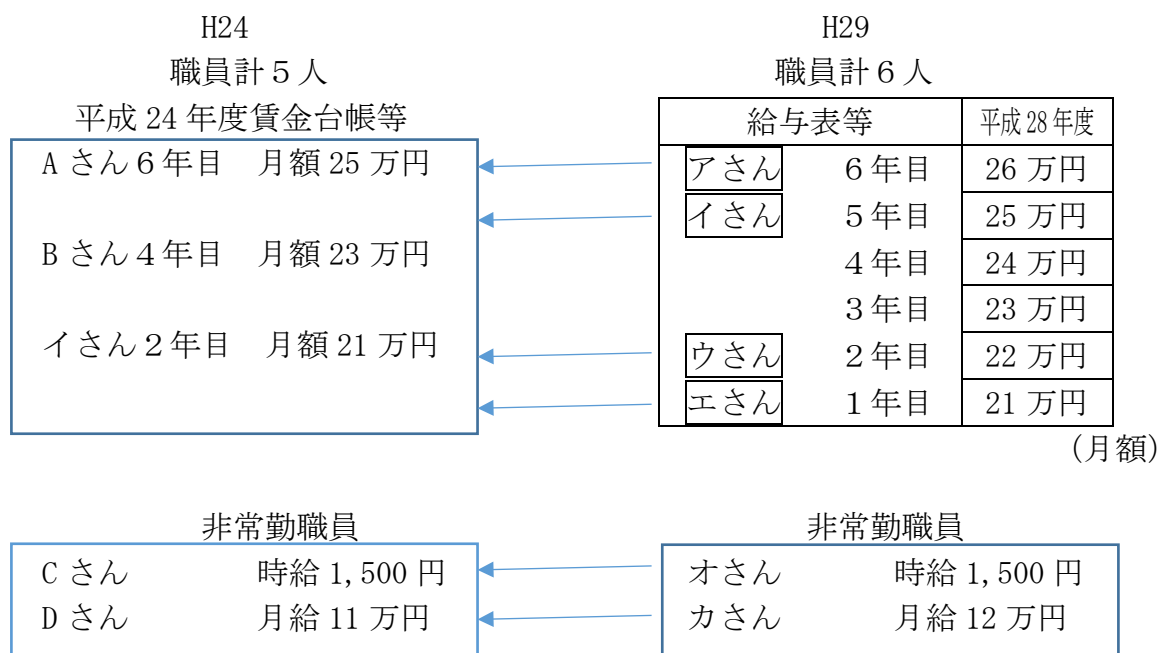 H24
職員計５人
平成 24 年度賃金台帳等
A さん６年目　月額 25 万円
B さん４年目　月額 23 万円
イさん２年目　月額 21 万円
H29
職員計６人
給与表等　平成 28 年度
アさん　６年目　26 万円
イさん　５年目　25 万円
４年目　24 万円
３年目　23 万円
ウさん　２年目　22 万円
エさん　１年目　21 万円
(月額)
非常勤職員
C さん　時給 1,500 円
D さん　月給 11 万円
非常勤職員
オさん　時給 1,500 円
カさん　月給 12 万円